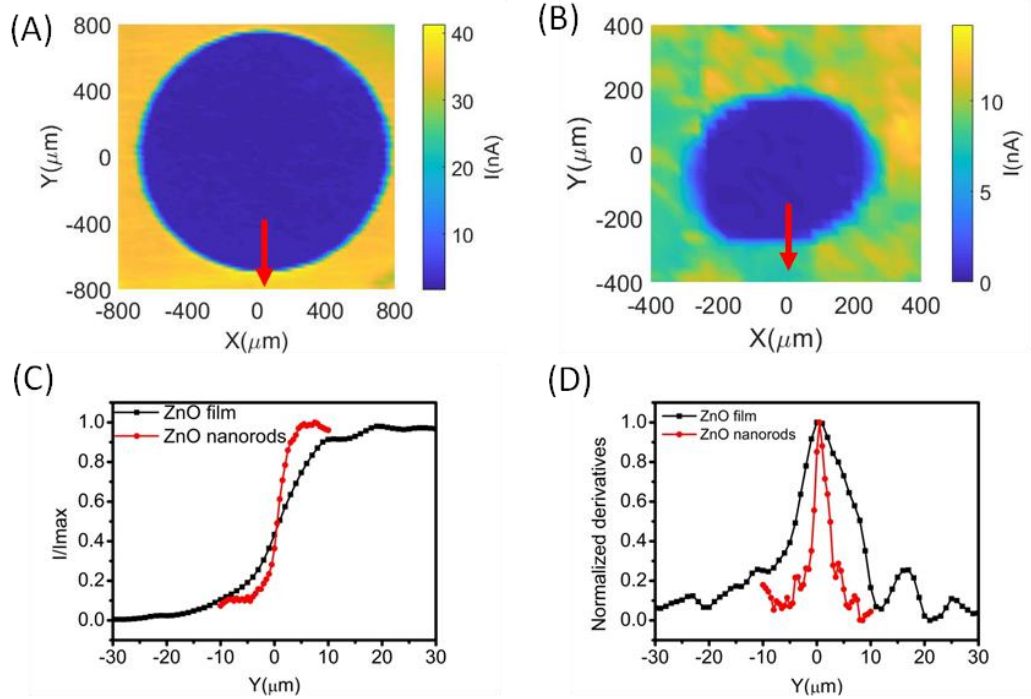 (A)
800
400
0
-400
-800
Y(μm)
-800 -400 0 400 800
X(μm)
40
30
20
10
I(nA)
(B)
400
200
0
-200
-400
Y(μm)
-400 -200 0 200 400
X(μm)
10
5
0
I(nA)
(C)
ZnO film
ZnO nanorods
1.0
0.8
0.6
0.4
0.2
0.0
I/Imax
-30 -20 -10 0 10 20 30
Y(μm)
(D)
ZnO film
ZnO nanorods
1.0
0.8
0.6
0.4
0.2
0.0
Normalized derivatives
-30 -20 -10 0 10 20 30
Y(μm)